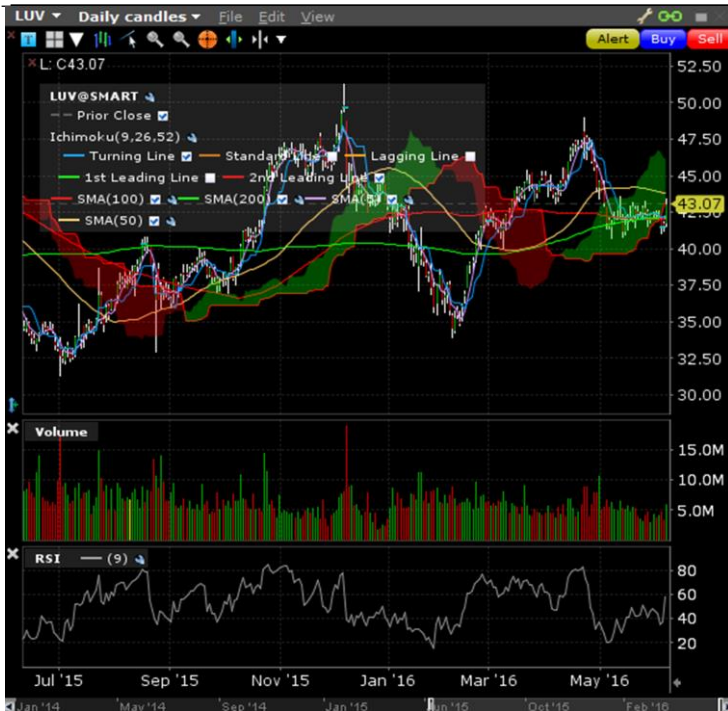 LUV Daily candles File Edit View
T Alert Buy Sell
L: C43.07
LUV@SMART
Prior Close
Ichimoku(9,26,52)
Turning Line Standard Line Lagging Line
1st Leading Line 2nd Leading Line
SMA(100) SMA(200)
SMA(50)
52.50
50.00
47.50
45.00
43.07
40.00
37.50
35.00
32.50
30.00
Volume
15.0M
10.0M
5.0M
RSI (9)
80
60
40
20
Jul '15 Sep '15 Nov '15 Jan '16 Mar '16 May '16
Jan '14 May '14 Sep '14 Jan '15 Jun '15 Oct'15 Feb '16